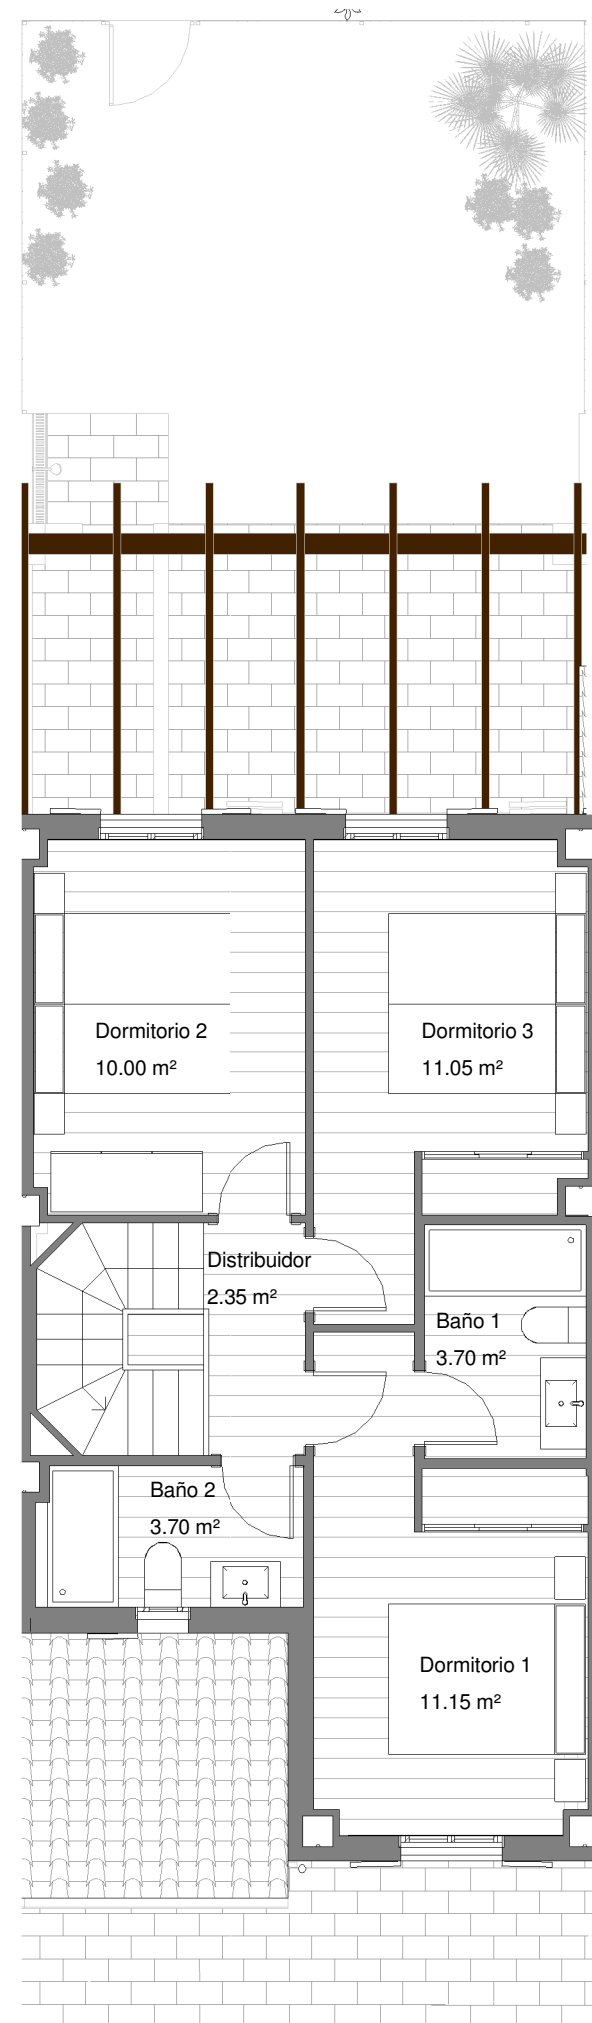 Dormitorio 2
10.00 m²
Dormitorio 3
11.05 m²
Distribuidor
2.35 m²
Baño 1
3.70 m²
Baño 2
3.70 m²
Dormitorio 1
11.15 m²